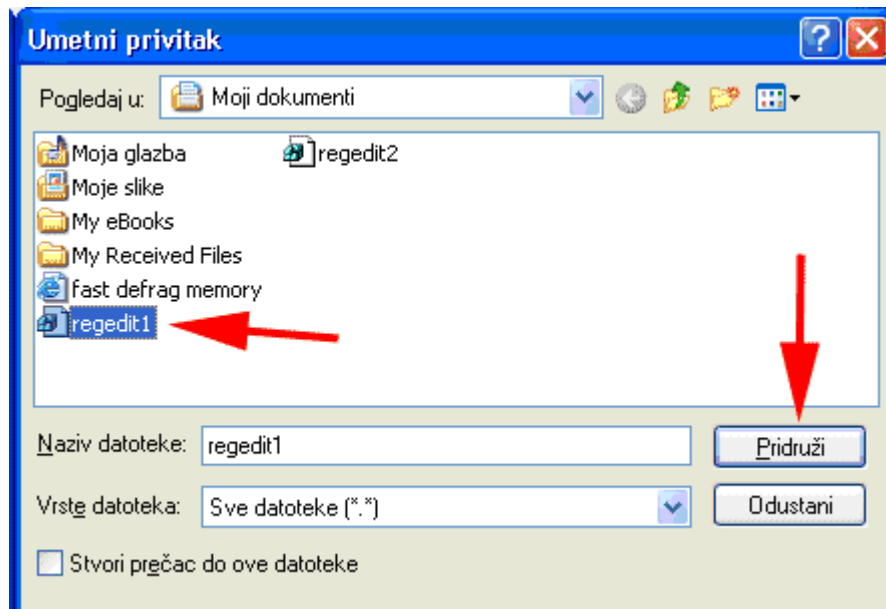 Umetni privitak
Pogledaj u: Moji dokumenti
Moja glazba
Moje slike
My eBooks
My Received Files
fast defrag memory
regedit1
regedit2
Naziv datoteke: regedit1 Pridruži
Vrste datoteka: Sve datoteke (*.*) Odustani
Stvori prečac do ove datoteke